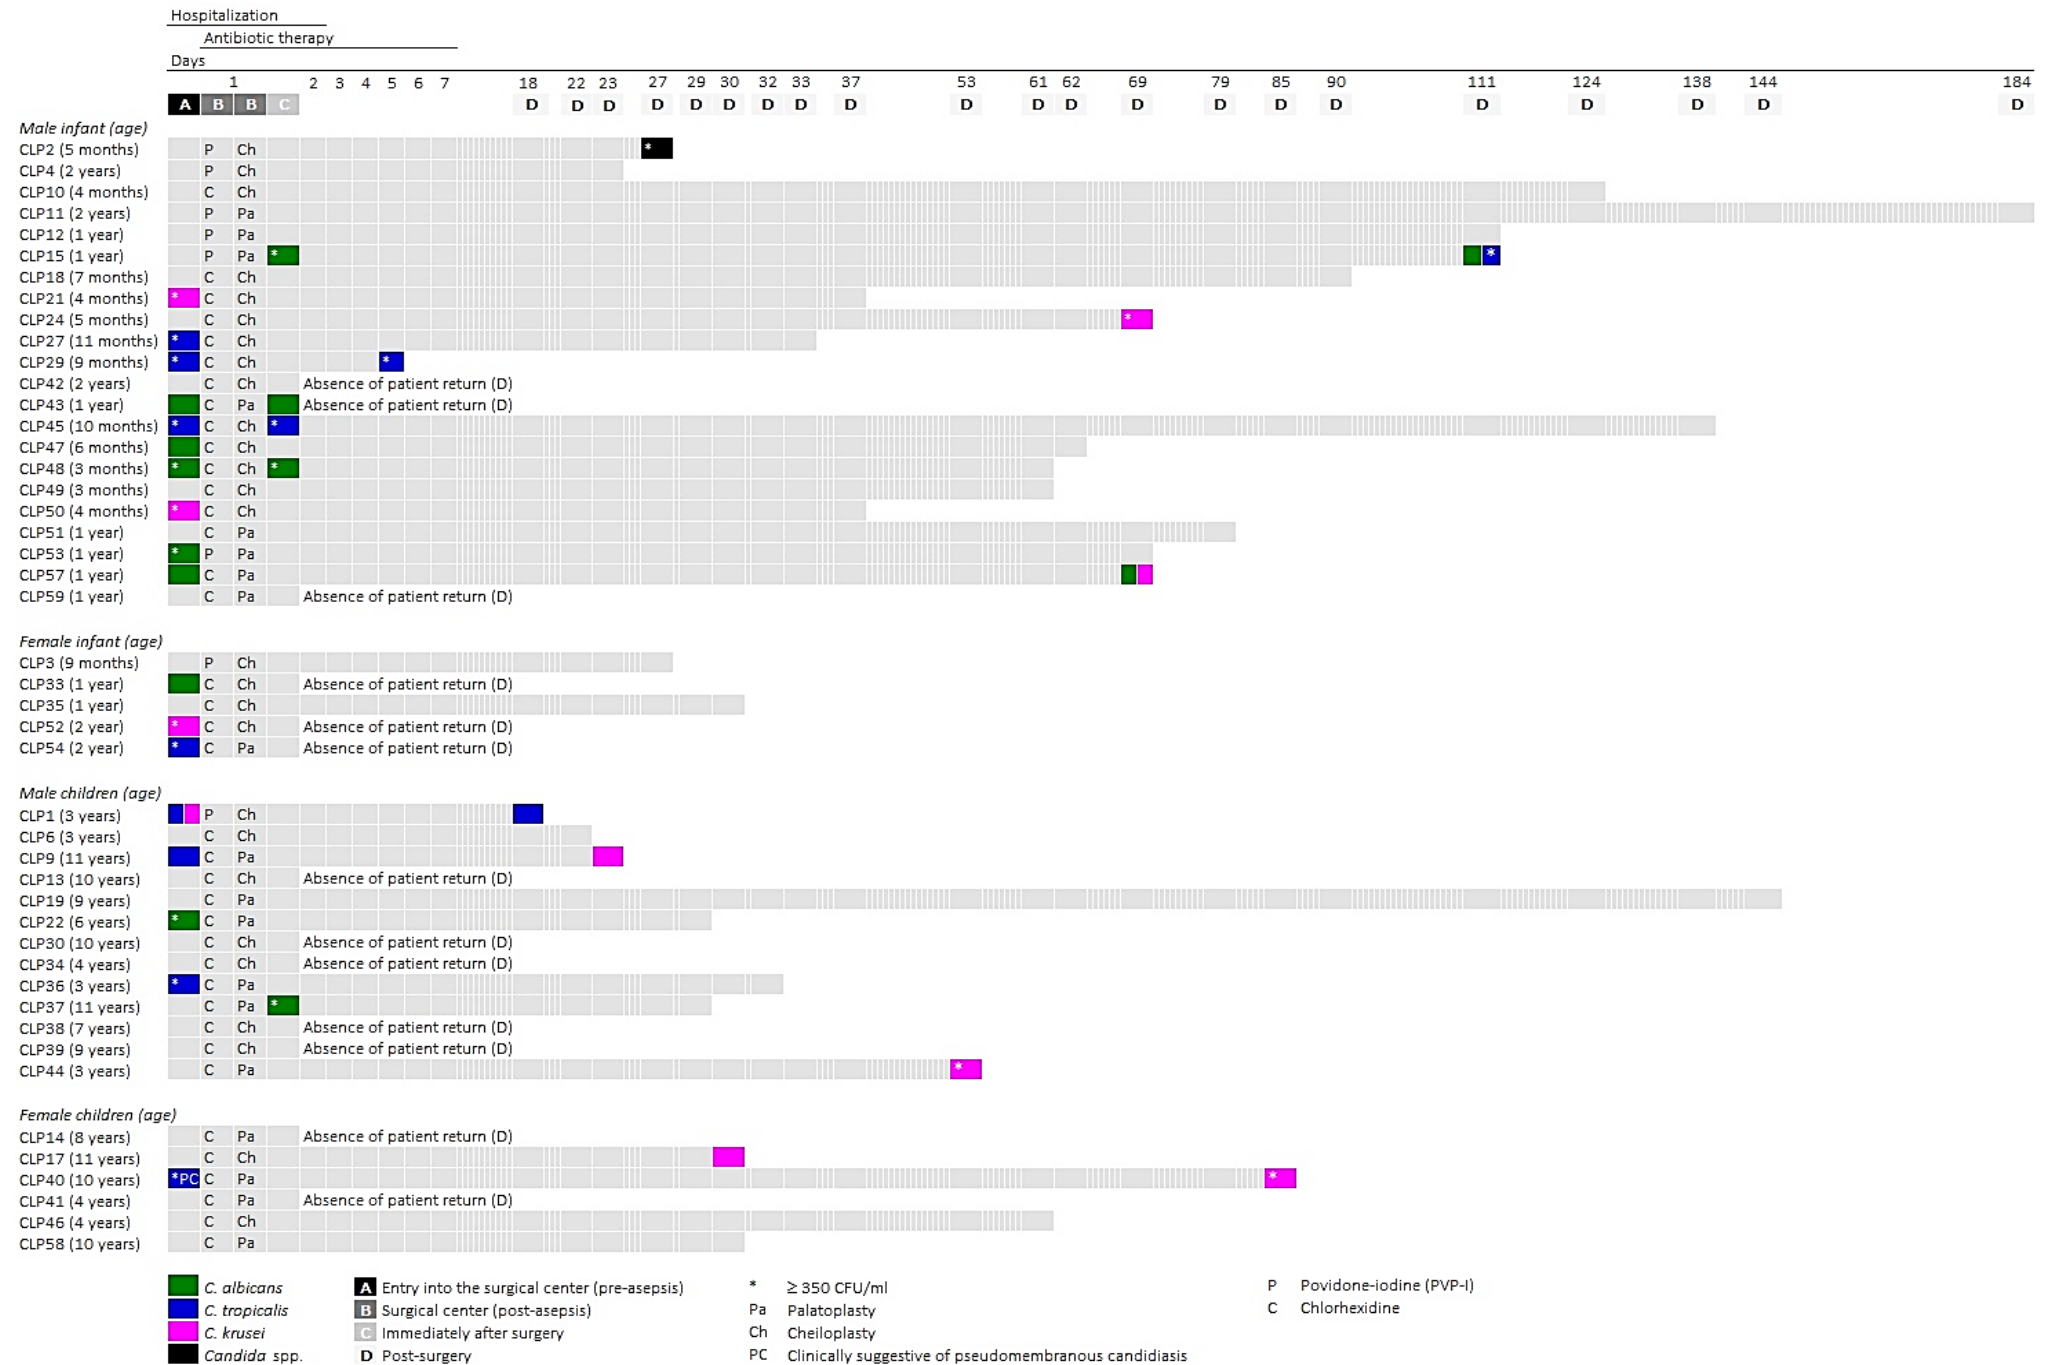 Hospitalization
Antibiotic therapy
Days
1 2 3 4 5 6 7 18 22 23 27 29 30 32 33 37 53 61 62 69 79 85 90 111 124 138 144 184
A B B C D D D D D D D D D D D D D D D D D D D D D
Male infant (age)
CLP2 (5 months) P Ch *
CLP4 (2 years) P Ch
CLP10 (4 months) C Ch
CLP11 (2 years) P Pa
CLP12 (1 year) P Pa
CLP15 (1 year) P Pa * *
CLP18 (7 months) C Ch
CLP21 (4 months) * C Ch
CLP24 (5 months) C Ch *
CLP27 (11 months) * C Ch
CLP29 (9 months) * C Ch *
CLP42 (2 years) C Ch Absence of patient return (D)
CLP43 (1 year) C Pa Absence of patient return (D)
CLP45 (10 months) * C Ch *
CLP47 (6 months) C Ch
CLP48 (3 months) * C Ch *
CLP49 (3 months) C Ch
CLP50 (4 months) * C Ch
CLP51 (1 year) C Pa
CLP53 (1 year) * P Pa
CLP57 (1 year) C Pa
CLP59 (1 year) C Pa Absence of patient return (D)
Female infant (age)
CLP3 (9 months) P Ch
CLP33 (1 year) C Ch Absence of patient return (D)
CLP35 (1 year) C Ch
CLP52 (2 year) * C Ch Absence of patient return (D)
CLP54 (2 year) * C Pa Absence of patient return (D)
Male children (age)
CLP1 (3 years) P Ch
CLP6 (3 years) C Ch
CLP9 (11 years) C Pa
CLP13 (10 years) C Ch Absence of patient return (D)
CLP19 (9 years) C Pa
CLP22 (6 years) * C Pa
CLP30 (10 years) C Ch Absence of patient return (D)
CLP34 (4 years) C Ch Absence of patient return (D)
CLP36 (3 years) * C Pa
CLP37 (11 years) C Pa *
CLP38 (7 years) C Ch Absence of patient return (D)
CLP39 (9 years) C Ch Absence of patient return (D)
CLP44 (3 years) C Pa *
Female children (age)
CLP14 (8 years) C Pa Absence of patient return (D)
CLP17 (11 years) C Ch
CLP40 (10 years) *PC C Pa *
CLP41 (4 years) C Pa Absence of patient return (D)
CLP46 (4 years) C Ch
CLP58 (10 years) C Pa
C. albicans A Entry into the surgical center (pre-asepsis) * ≥ 350 CFU/ml P Povidone-iodine (PVP-I)
C. tropicalis B Surgical center (post-asepsis) Pa Palatoplasty C Chlorhexidine
C. krusei C Immediately after surgery Ch Cheiloplasty
Candida spp. D Post-surgery PC Clinically suggestive of pseudomembranous candidiasis